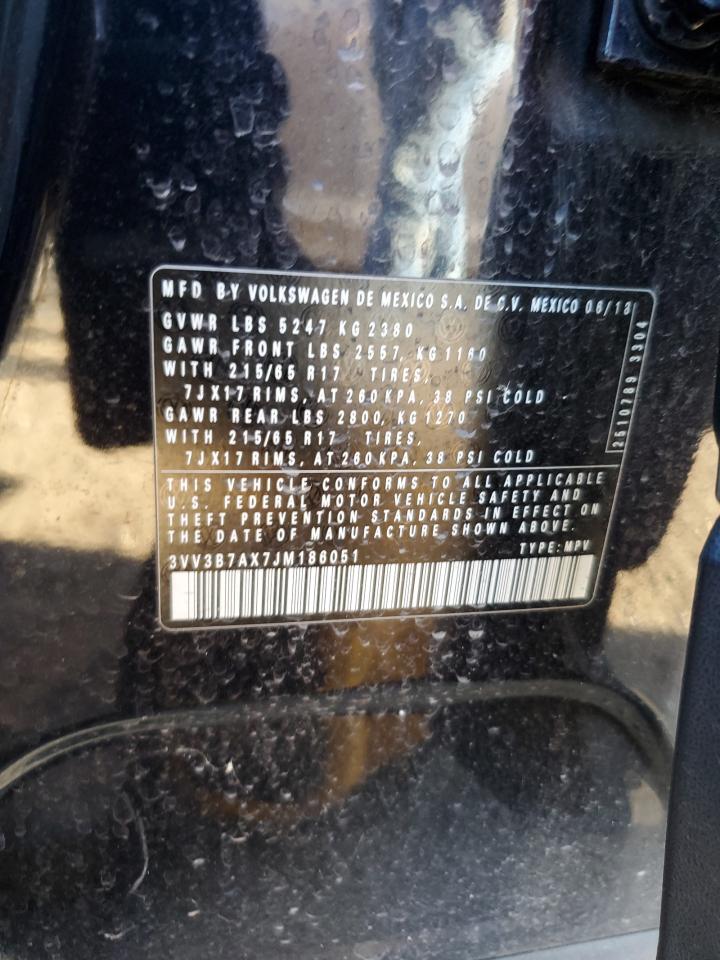 MFD BY VOLKSWAGEN DE MEXICO S.A. DE C.V. MEXICO 06/18
GVWR LBS 5247 KG 2380
GAWR FRONT LBS 2557, KG 1160
WITH 215/65 R17 TIRES,
7JX17 RIMS, AT 260 KPA, 38 PSI COLD
GAWR REAR LBS 2800, KG 1270
WITH 215/65 R17 TIRES,
7JX17 RIMS, AT 260 KPA, 38 PSI COLD
2510789 3304
THIS VEHICLE CONFORMS TO ALL APPLICABLE
U.S. FEDERAL MOTOR VEHICLE SAFETY AND
THEFT PREVENTION STANDARDS IN EFFECT ON
THE DATE OF MANUFACTURE SHOWN ABOVE.
3VV3B7AX7JM186051 TYPE: MPV